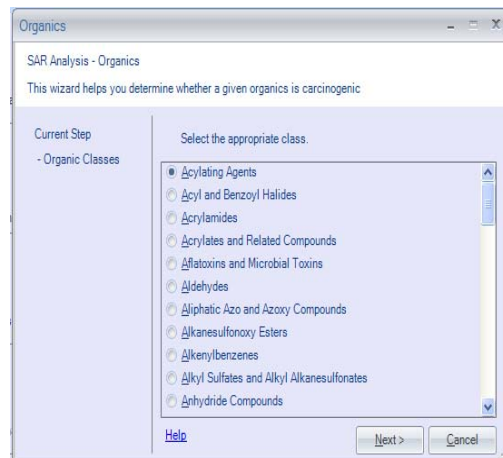 Organics
SAR Analysis - Organics
This wizard helps you determine whether a given organics is carcinogenic
Current Step
- Organic Classes
Select the appropriate class.
Acylating Agents
Acyl and Benzoyl Halides
Acrylamides
Acrylates and Related Compounds
Aflatoxins and Microbial Toxins
Aldehydes
Aliphatic Azo and Azoxy Compounds
Alkanesulfonoxy Esters
Alkenylbenzenes
Alkyl Sulfates and Alkyl Alkanesulfonates
Anhydride Compounds
Help
Next >
Cancel